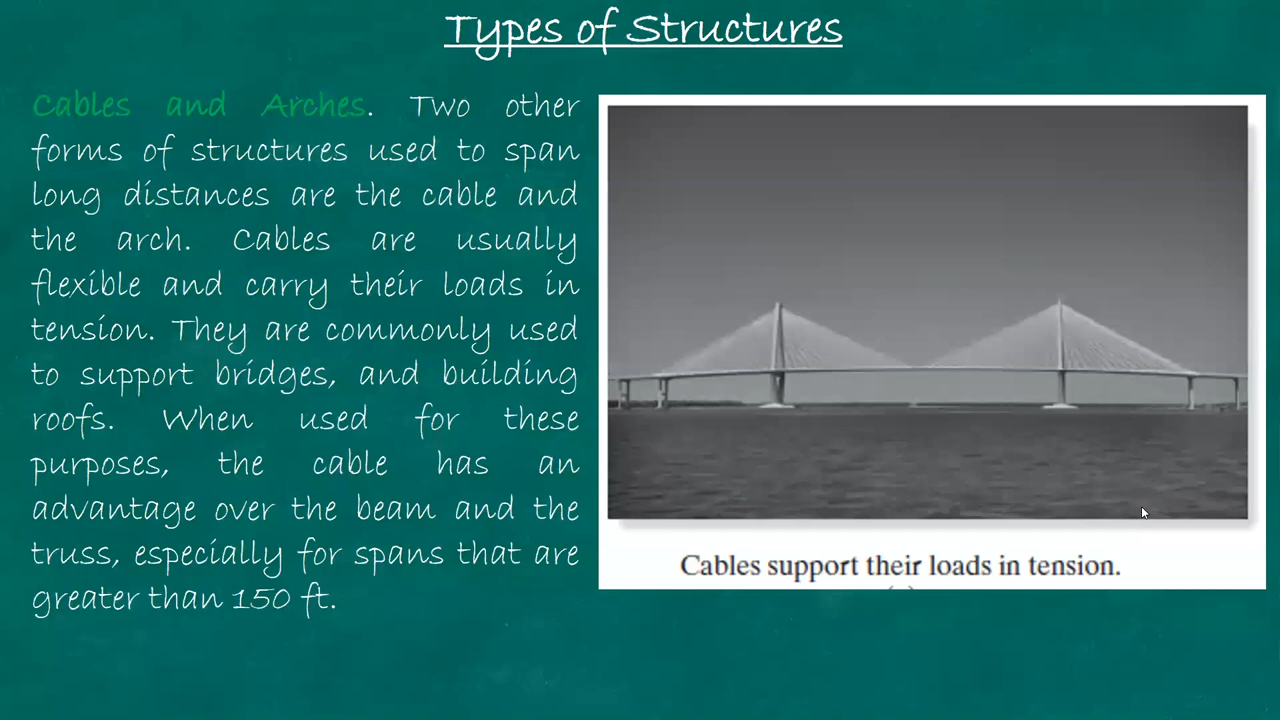 Types of Structures
Cables and Arches. Two other
forms of structures used to span
long distances are the cable and
the arch. Cables are usually
flexible and carry their loads in
tension. They are commonly used
to support bridges, and building
roofs. When used for these
purposes, the cable has an
advantage over the beam and the
truss, especially for spans that are
greater than 150 ft.
Cables support their loads in tension.